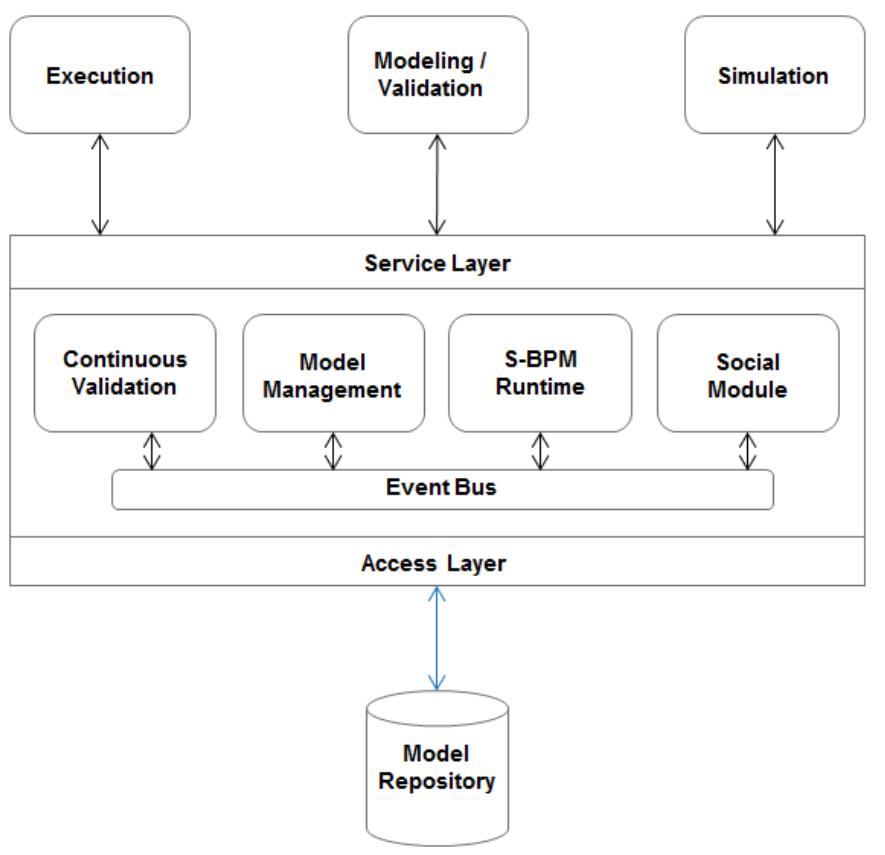 Execution
Modeling /
Validation
Simulation
Service Layer
Continuous
Validation
Model
Management
S-BPM
Runtime
Social
Module
Event Bus
Access Layer
Model
Repository